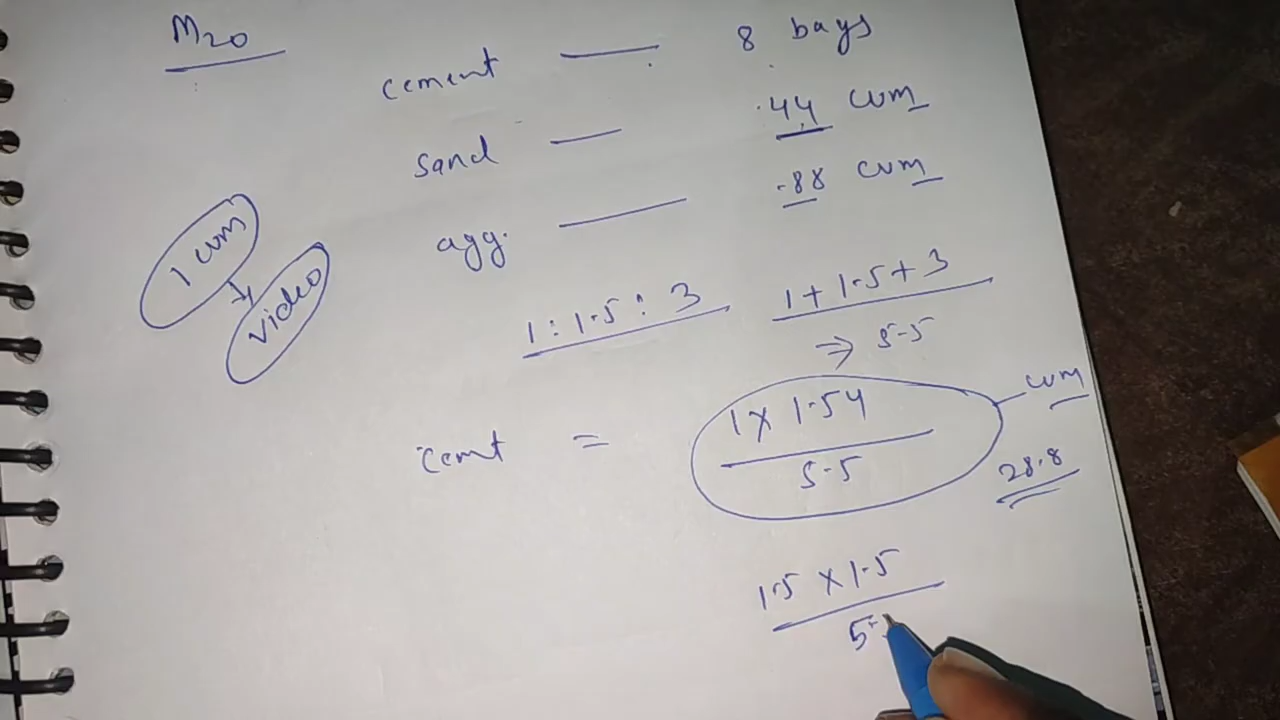 M20
cement — 8 bags
sand — .44 cum
agg. — .88 cum
1 cum
video
1 : 1.5 : 3
1 + 1.5 + 3
⇒ 5.5
cemt = 1 X 1.54
5.5
cum
28.8
1.5 X 1.5
5.